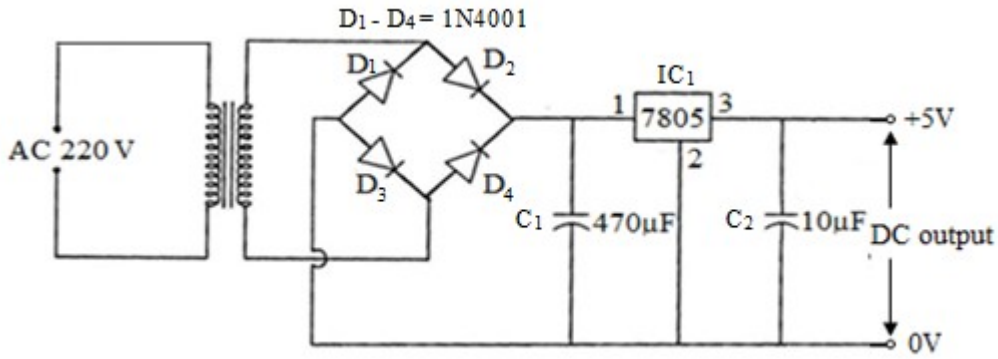 D₁ - D₄ = 1N4001
D₁
D₂
IC₁
1
7805
3
+5V
AC 220 V
2
D₃
D₄
C₁
470µF
C₂
10µF
DC output
0V